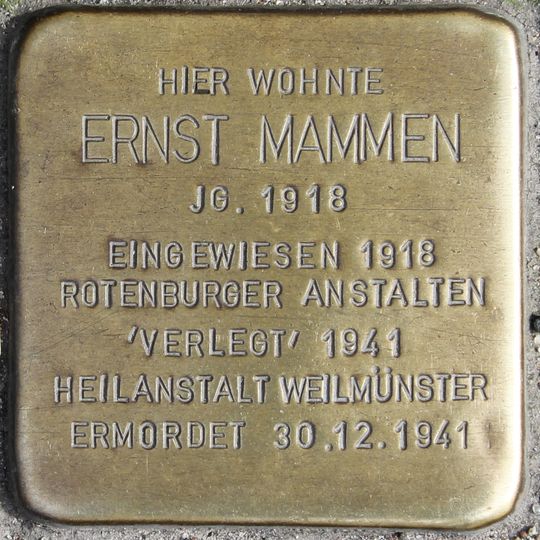 HIER WOHNTE
ERNST MAMMEN
JG. 1918
EINGEWIESEN 1918
ROTENBURGER ANSTALTEN
'VERLEGT' 1941
HEILANSTALT WEILMÜNSTER
ERMORDET 30.12.1941